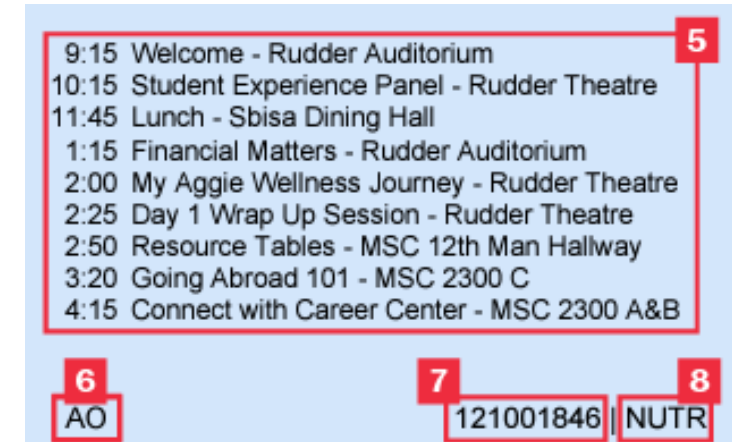 5
9:15 Welcome - Rudder Auditorium
10:15 Student Experience Panel - Rudder Theatre
11:45 Lunch - Sbisa Dining Hall
1:15 Financial Matters - Rudder Auditorium
2:00 My Aggie Wellness Journey - Rudder Theatre
2:25 Day 1 Wrap Up Session - Rudder Theatre
2:50 Resource Tables - MSC 12th Man Hallway
3:20 Going Abroad 101 - MSC 2300 C
4:15 Connect with Career Center - MSC 2300 A&B
6 7 8
AO 121001846 | NUTR